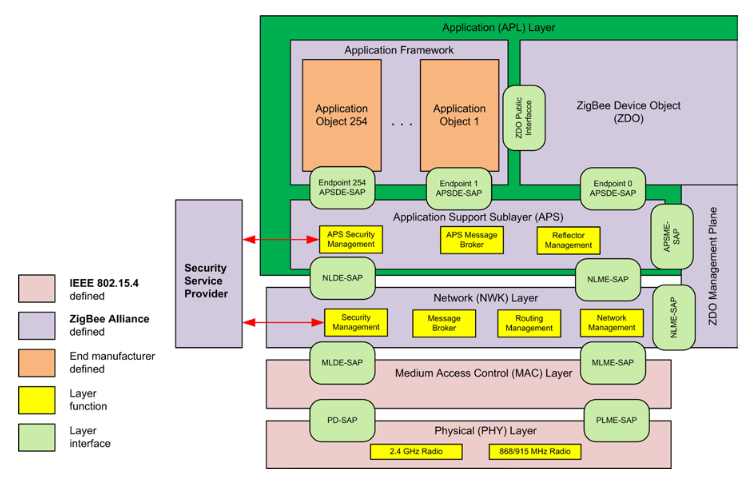 Application (APL) Layer
Application Framework
Application
Object 254
. . .
Application
Object 1
ZDO Public
Interfacce
ZigBee Device Object
(ZDO)
Endpoint 254
APSDE-SAP
Endpoint 1
APSDE-SAP
Endpoint 0
APSDE-SAP
Application Support Sublayer (APS)
APS Security
Management
APS Message
Broker
Reflector
Management
APSME-
SAP
ZDO Management Plane
Security
Service
Provider
NLDE-SAP
NLME-SAP
Network (NWK) Layer
Security
Management
Message
Broker
Routing
Management
Network
Management
NLME-SAP
MLDE-SAP
MLME-SAP
Medium Access Control (MAC) Layer
PD-SAP
PLME-SAP
Physical (PHY) Layer
2.4 GHz Radio
868/915 MHz Radio
IEEE 802.15.4
defined
ZigBee Alliance
defined
End manufacturer
defined
Layer
function
Layer
interface